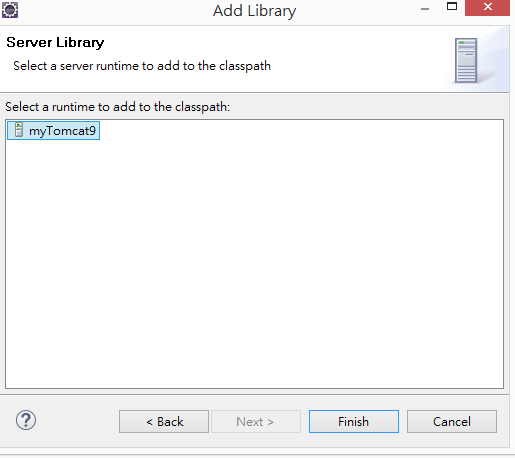 Add Library
Server Library
Select a server runtime to add to the classpath
Select a runtime to add to the classpath:
myTomcat9
?
< Back
Next >
Finish
Cancel